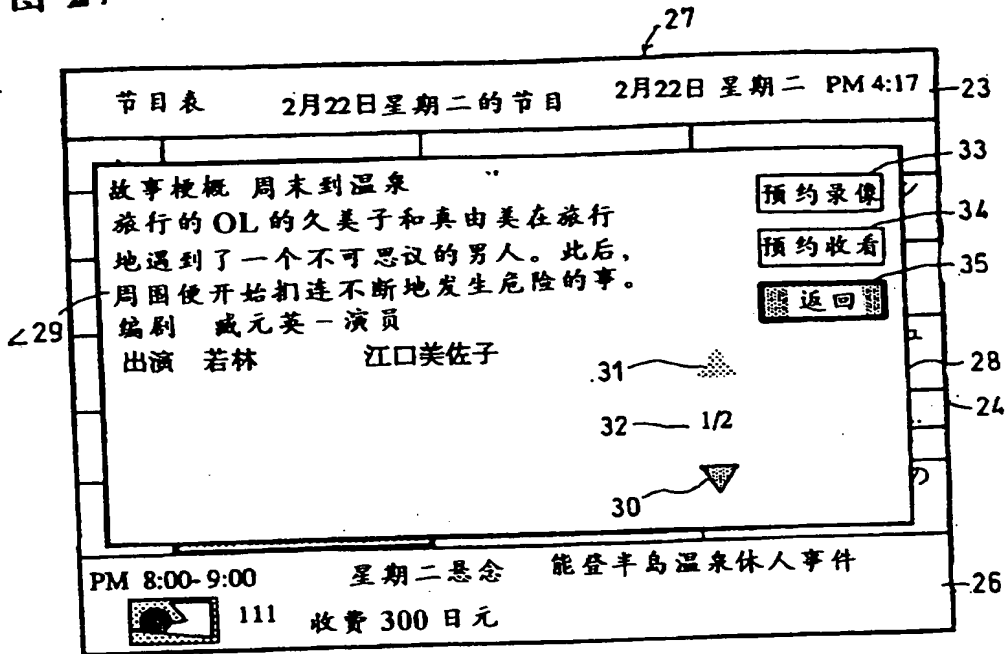 27
节目表 2月22日星期二的节目 2月22日 星期二 PM 4:17 23
33
故事梗概 周末到温泉 预约录像
旅行的 OL 的久美子和真由美在旅行 34
地遇到了一个不可思议的男人。此后, 预约收看
周围便开始扪连不断地发生危险的事。 35
返回
29 编剧 臧元英－演员
出演 若林 江口美佐子
28
31
24
32 1/2
の
30
PM 8:00-9:00 星期二悬念 能登半岛温泉休人事件 26
111 收费 300 日元